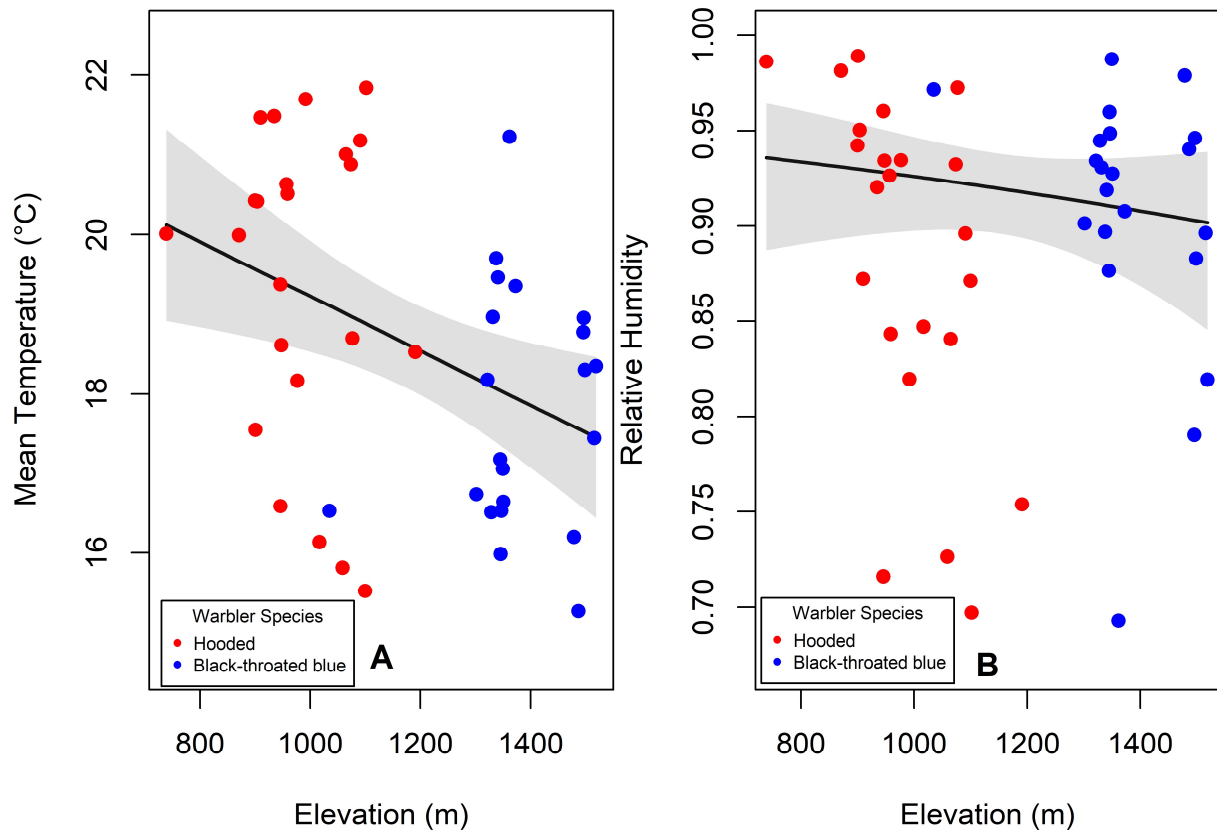 Mean Temperature (°C)
22
20
18
16
Warbler Species
Hooded
Black-throated blue
A
800 1000 1200 1400
Elevation (m)
Relative Humidity
1.00
0.95
0.90
0.85
0.80
0.75
0.70
Warbler Species
Hooded
Black-throated blue
B
800 1000 1200 1400
Elevation (m)